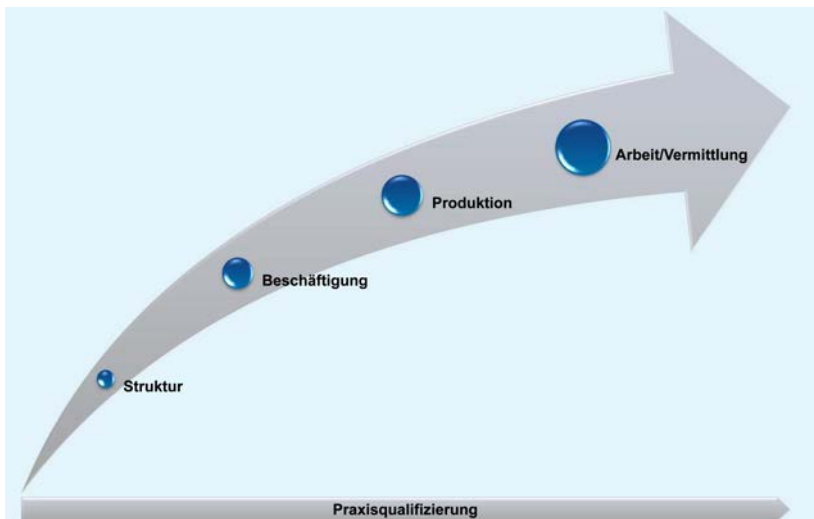 Arbeit/Vermittlung
Produktion
Beschäftigung
Struktur
Praxisqualifizierung